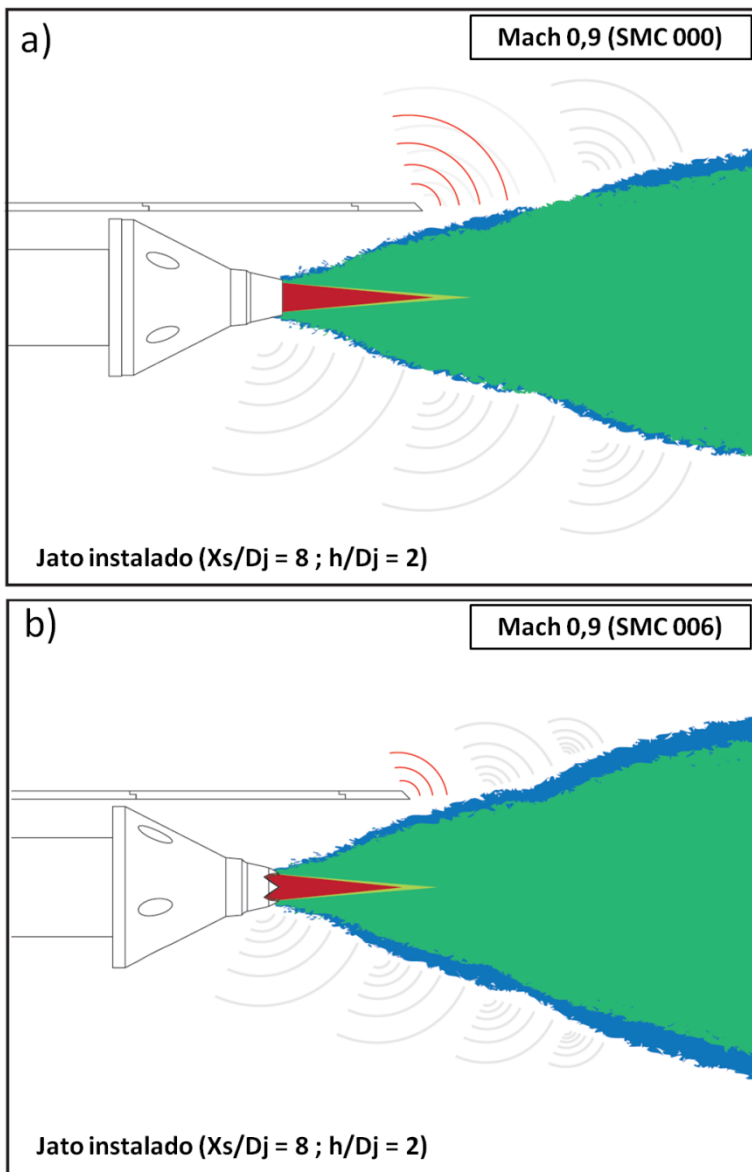 a)
Mach 0,9 (SMC 000)
Jato instalado (Xs/Dj = 8 ; h/Dj = 2)
b)
Mach 0,9 (SMC 006)
Jato instalado (Xs/Dj = 8 ; h/Dj = 2)